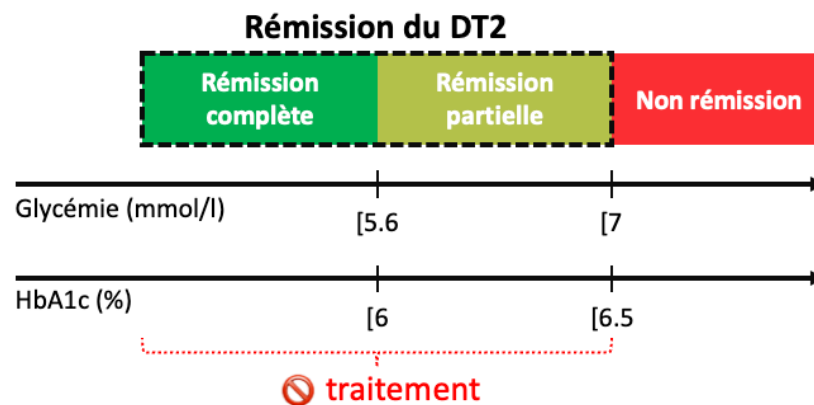 Rémission du DT2
Rémission
complète
Rémission
partielle
Non rémission
Glycémie (mmol/l)
[5.6
[7
HbA1c (%)
[6
[6.5
traitement